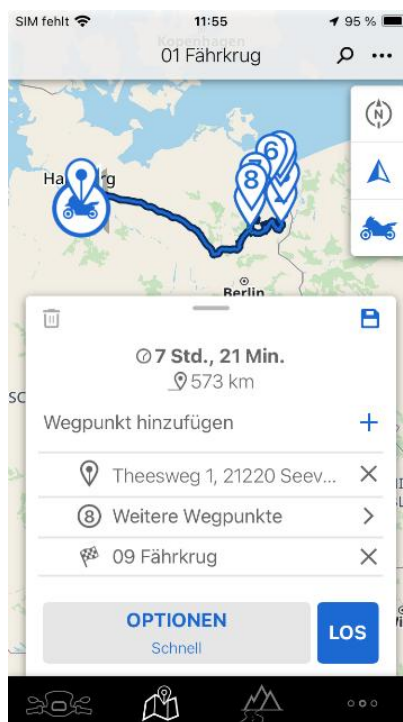 SIM fehlt
11:55
95 %
Kopenhagen
01 Fährkrug
N
Ha g
6
8
Berlin
7 Std., 21 Min.
573 km
Wegpunkt hinzufügen
Theesweg 1, 21220 Seev...
8 Weitere Wegpunkte
09 Fährkrug
OPTIONEN
Schnell
LOS